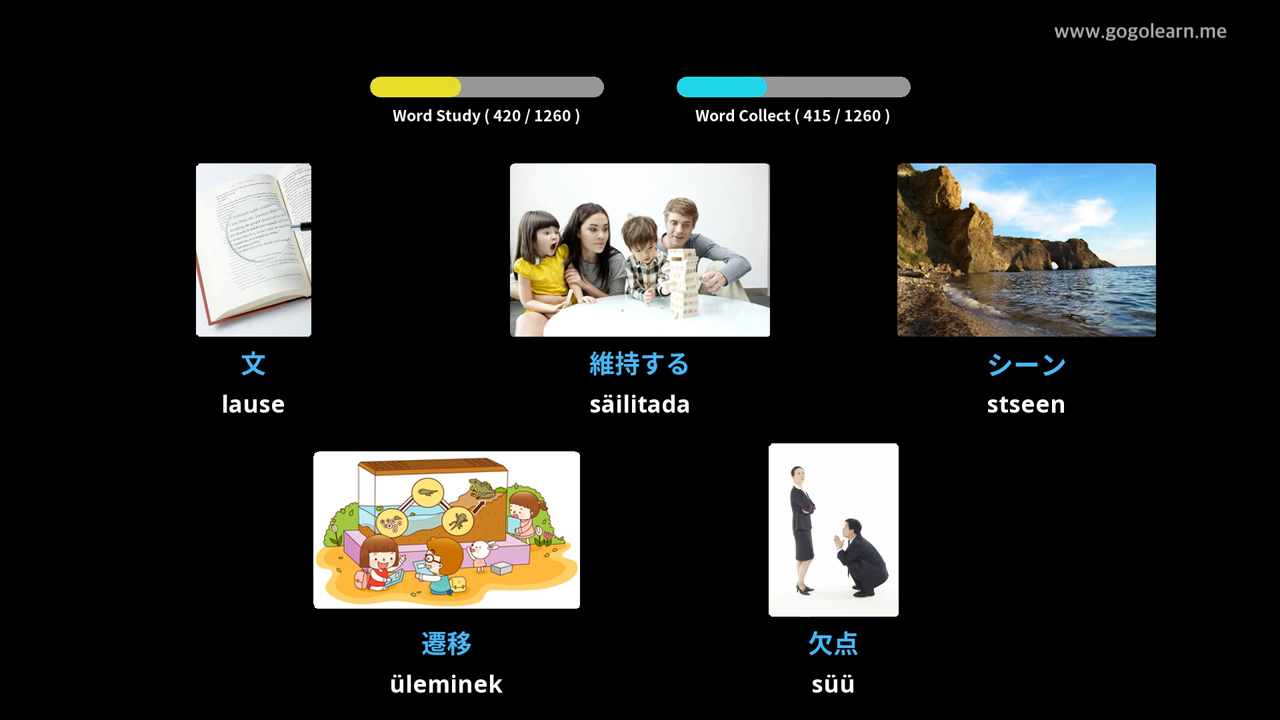 www.gogolearn.me
Word Study ( 420 / 1260 )
Word Collect ( 415 / 1260 )
文
lause
維持する
säilitada
シーン
stseen
遷移
üleminek
欠点
süü